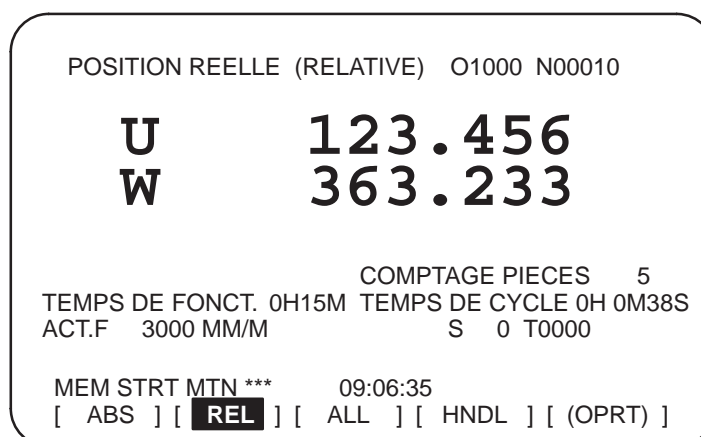 POSITION REELLE (RELATIVE) O1000 N00010
U 123.456
W 363.233
COMPTAGE PIECES 5
TEMPS DE FONCT. 0H15M TEMPS DE CYCLE 0H 0M38S
ACT.F 3000 MM/M S 0 T0000
MEM STRT MTN *** 09:06:35
[ ABS ] [ REL ] [ ALL ] [ HNDL ] [ (OPRT) ]